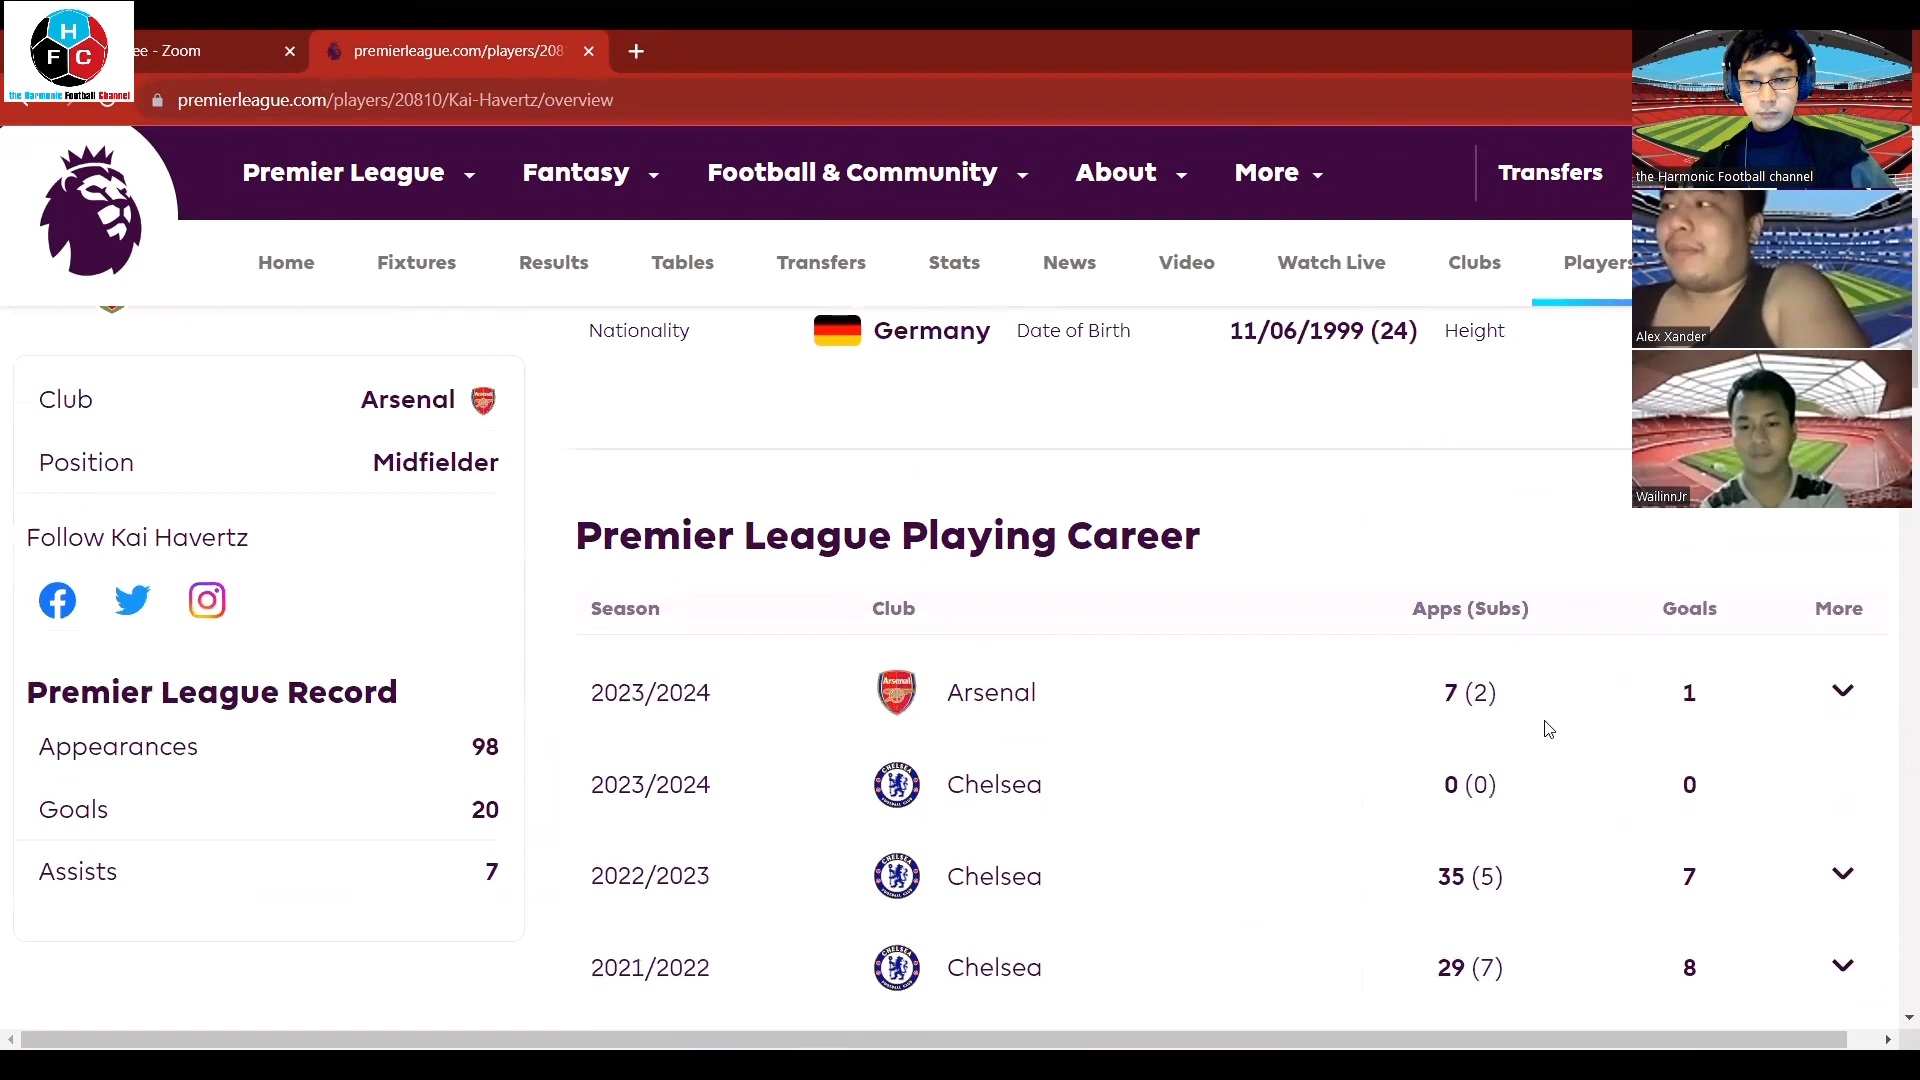 H
F C
the Harmonic Football Channel
ee - Zoom
premierleague.com/players/208
premierleague.com/players/20810/Kai-Havertz/overview
Premier League
Fantasy
Football & Community
About
More
Transfers
Home
Fixtures
Results
Tables
Transfers
Stats
News
Video
Watch Live
Clubs
Players
the Harmonic Football channel
Alex Xander
WailinnJr
Nationality
Germany
Date of Birth
11/06/1999 (24)
Height
Club
Arsenal
Position
Midfielder
Follow Kai Havertz
Premier League Record
Appearances 98
Goals 20
Assists 7
Premier League Playing Career
Season Club Apps (Subs) Goals More
2023/2024 Arsenal 7 (2) 1
2023/2024 Chelsea 0 (0) 0
2022/2023 Chelsea 35 (5) 7
2021/2022 Chelsea 29 (7) 8